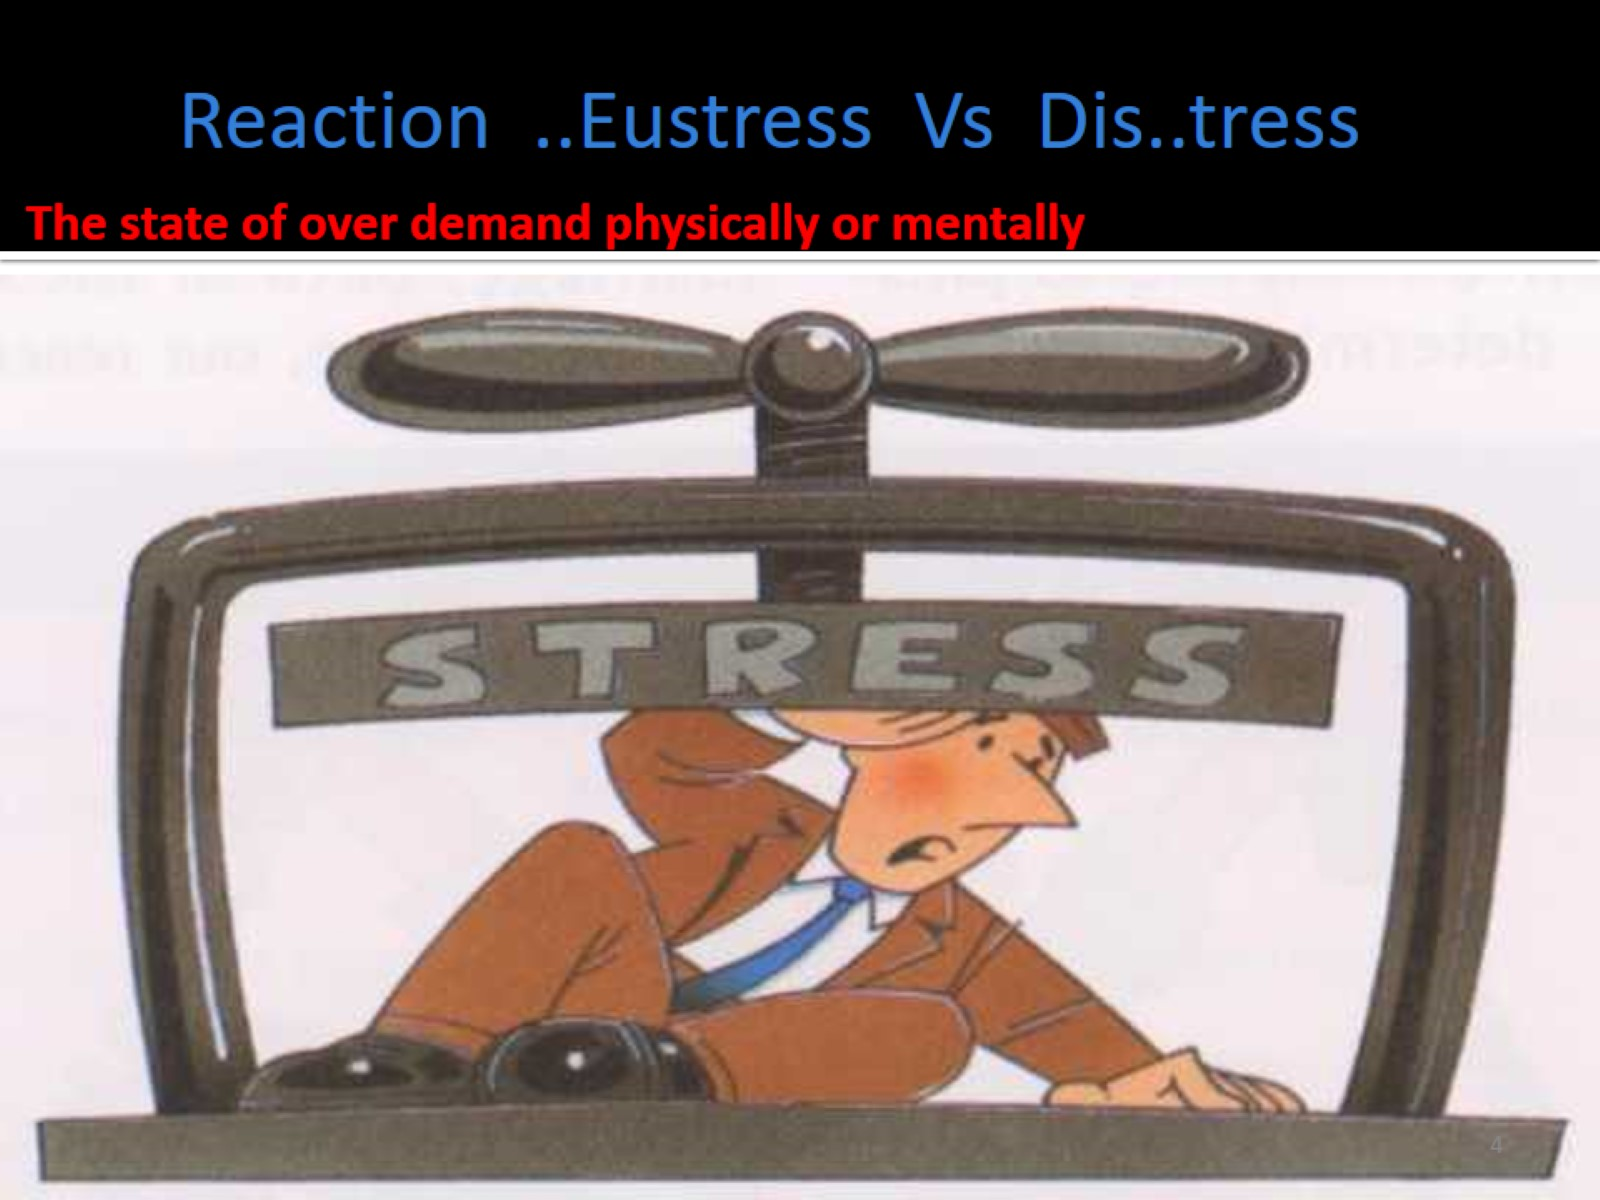 Reaction ..Eustress Vs Dis..tress
The state of over demand physically or mentally
STRESS
4